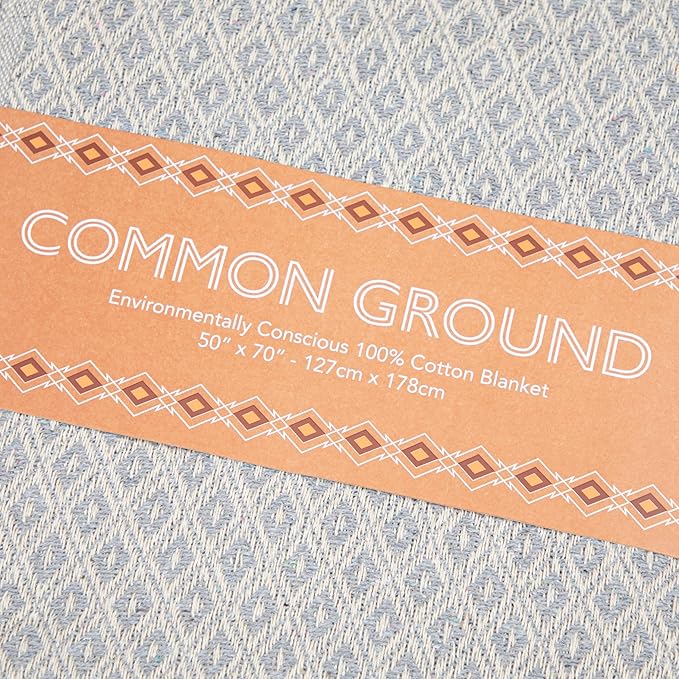 COMMON GROUND
Environmentally Conscious 100% Cotton Blanket
50” x 70” - 127cm x 178cm